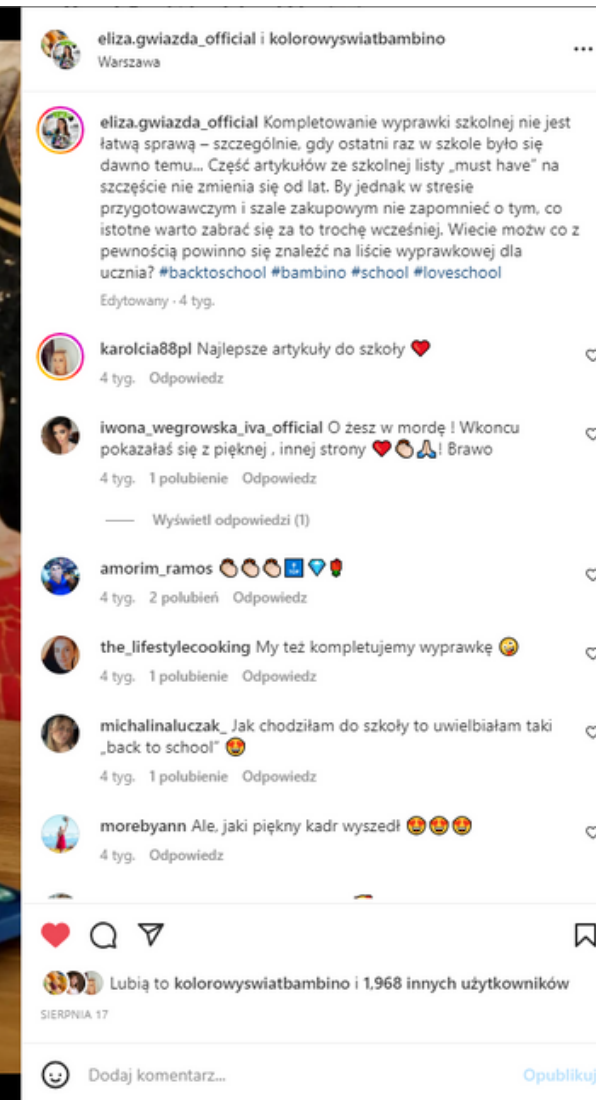 eliza.gwiazda_official i kolorowyswiatbambino
Warszawa
eliza.gwiazda_official Kompletowanie wyprawki szkolnej nie jest
łatwą sprawą – szczególnie, gdy ostatni raz w szkole było się
dawno temu... Część artykułów ze szkolnej listy „must have” na
szczęście nie zmienia się od lat. By jednak w stresie
przygotowawczym i szale zakupowym nie zapomnieć o tym, co
istotne warto zabrać się za to trochę wcześniej. Wiecie możw co z
pewnością powinno się znaleźć na liście wyprawkowej dla
ucznia? #backtoschool #bambino #school #loveschool
Edytowany · 4 tyg.
karolcia88pl Najlepsze artykuły do szkoły ❤️
4 tyg. Odpowiedz
iwona_wegrowska_iva_official O żesz w mordę ! Wkoncu
pokazałaś się z pięknej , innej strony ❤️👏🏻🙏🏻! Brawo
4 tyg. 1 polubienie Odpowiedz
Wyświetl odpowiedzi (1)
amorim_ramos 👏🏻👏🏻👏🏻🔝💎🌹
4 tyg. 2 polubień Odpowiedz
the_lifestylecooking My też kompletujemy wyprawkę 🤪
4 tyg. 1 polubienie Odpowiedz
michalinaluczak_ Jak chodziłam do szkoły to uwielbiałam taki
„back to school” 😍
4 tyg. 1 polubienie Odpowiedz
morebyann Ale, jaki piękny kadr wyszedł 😍😍😍
4 tyg. Odpowiedz
Lubią to kolorowyswiatbambino i 1,968 innych użytkowników
SIERPNIA 17
Dodaj komentarz...
Opublikuj